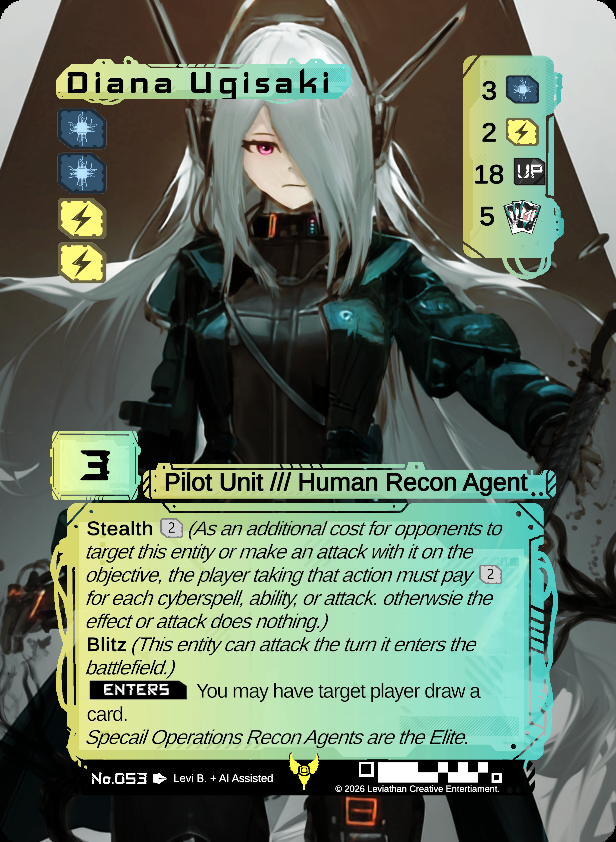 Diana Ugisaki
3
2
18 UP
5
3
Pilot Unit /// Human Recon Agent
Stealth 2 (As an additional cost for opponents to
target this entity or make an attack with it on the
objective, the player taking that action must pay 2
for each cyberspell, ability, or attack. otherwsie the
effect or attack does nothing.)
Blitz (This entity can attack the turn it enters the
battlefield.)
ENTERS You may have target player draw a
card.
Specail Operations Recon Agents are the Elite.
No.053 Levi B. + AI Assisted
© 2026 Leviathan Creative Entertiament.